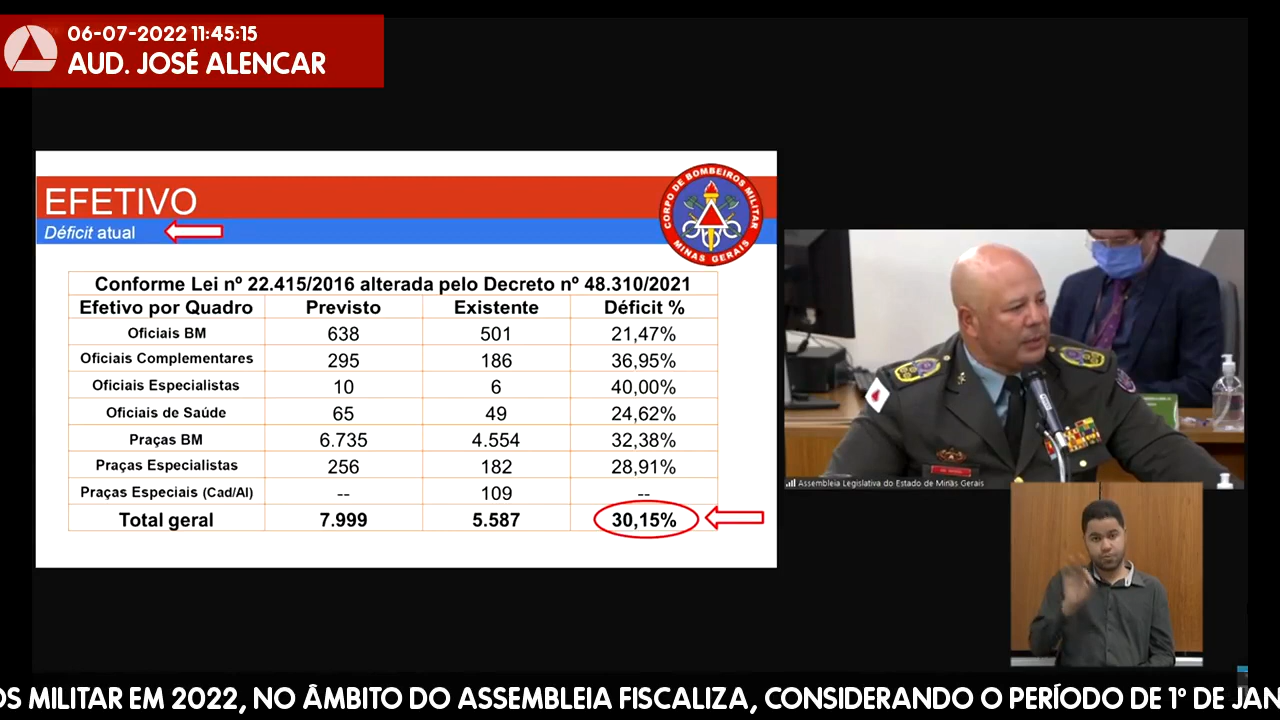 06-07-2022 11:45:15
AUD. JOSÉ ALENCAR
EFETIVO
Déficit atual
CORPO DE BOMBEIROS MILITAR
MINAS GERAIS
Conforme Lei nº 22.415/2016 alterada pelo Decreto nº 48.310/2021
Efetivo por Quadro Previsto Existente Déficit %
Oficiais BM 638 501 21,47%
Oficiais Complementares 295 186 36,95%
Oficiais Especialistas 10 6 40,00%
Oficiais de Saúde 65 49 24,62%
Praças BM 6.735 4.554 32,38%
Praças Especialistas 256 182 28,91%
Praças Especiais (Cad/Al) -- 109 --
Total geral 7.999 5.587 30,15%
Assembleia Legislativa do Estado de Minas Gerais
OS MILITAR EM 2022, NO ÂMBITO DO ASSEMBLEIA FISCALIZA, CONSIDERANDO O PERÍODO DE 1º DE JAN